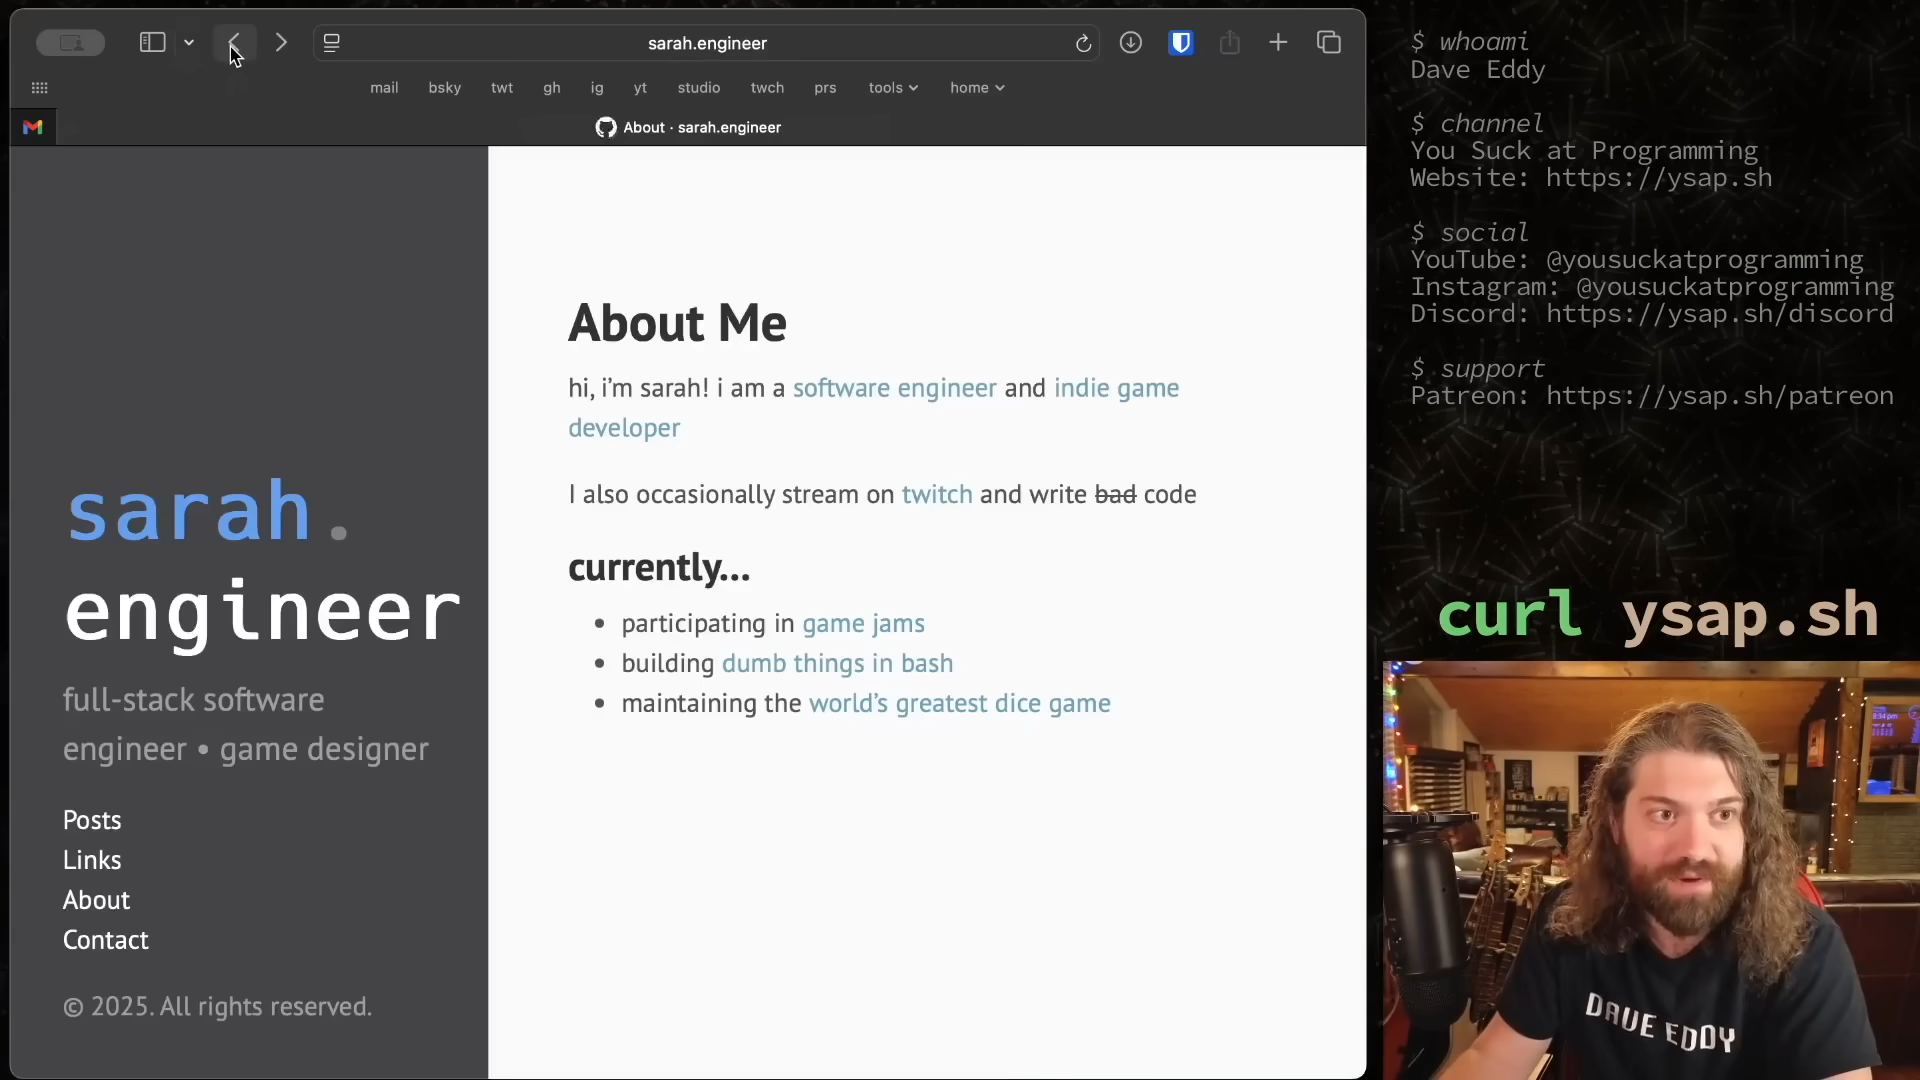 sarah.engineer
mail bsky twt gh ig yt studio twch prs tools home
About · sarah.engineer
sarah.
engineer
full-stack software
engineer • game designer
Posts
Links
About
Contact
© 2025. All rights reserved.
About Me
hi, i’m sarah! i am a software engineer and indie game
developer
I also occasionally stream on twitch and write bad code
currently...
• participating in game jams
• building dumb things in bash
• maintaining the world’s greatest dice game
$ whoami
Dave Eddy
$ channel
You Suck at Programming
Website: https://ysap.sh
$ social
YouTube: @yousuckatprogramming
Instagram: @yousuckatprogramming
Discord: https://ysap.sh/discord
$ support
Patreon: https://ysap.sh/patreon
curl ysap.sh
DAVE EDDY